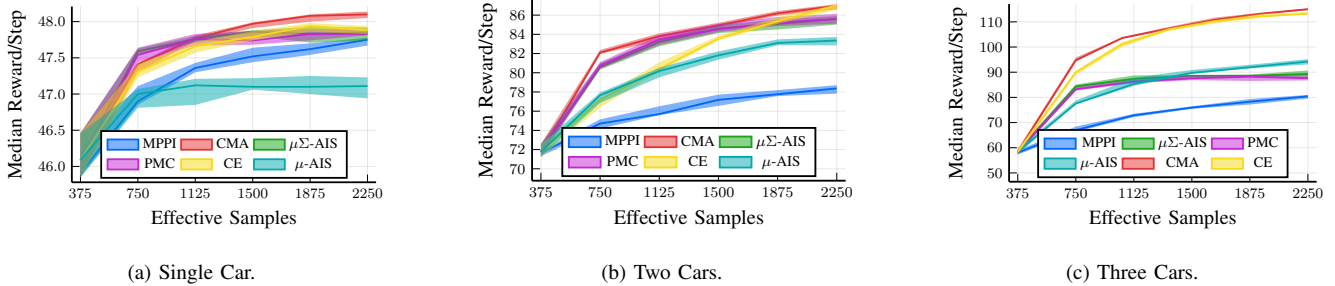 Median Reward/Step
48.0
47.5
47.0
46.5
46.0
MPPI CMA μΣ-AIS
PMC CE μ-AIS
375 750 1125 1500 1875 2250
Effective Samples
(a) Single Car.
Median Reward/Step
86
84
82
80
78
76
74
72
70
MPPI CMA μΣ-AIS
PMC CE μ-AIS
375 750 1125 1500 1875 2250
Effective Samples
(b) Two Cars.
Median Reward/Step
110
100
90
80
70
60
50
MPPI μΣ-AIS PMC
μ-AIS CMA CE
375 750 1125 1500 1875 2250
Effective Samples
(c) Three Cars.